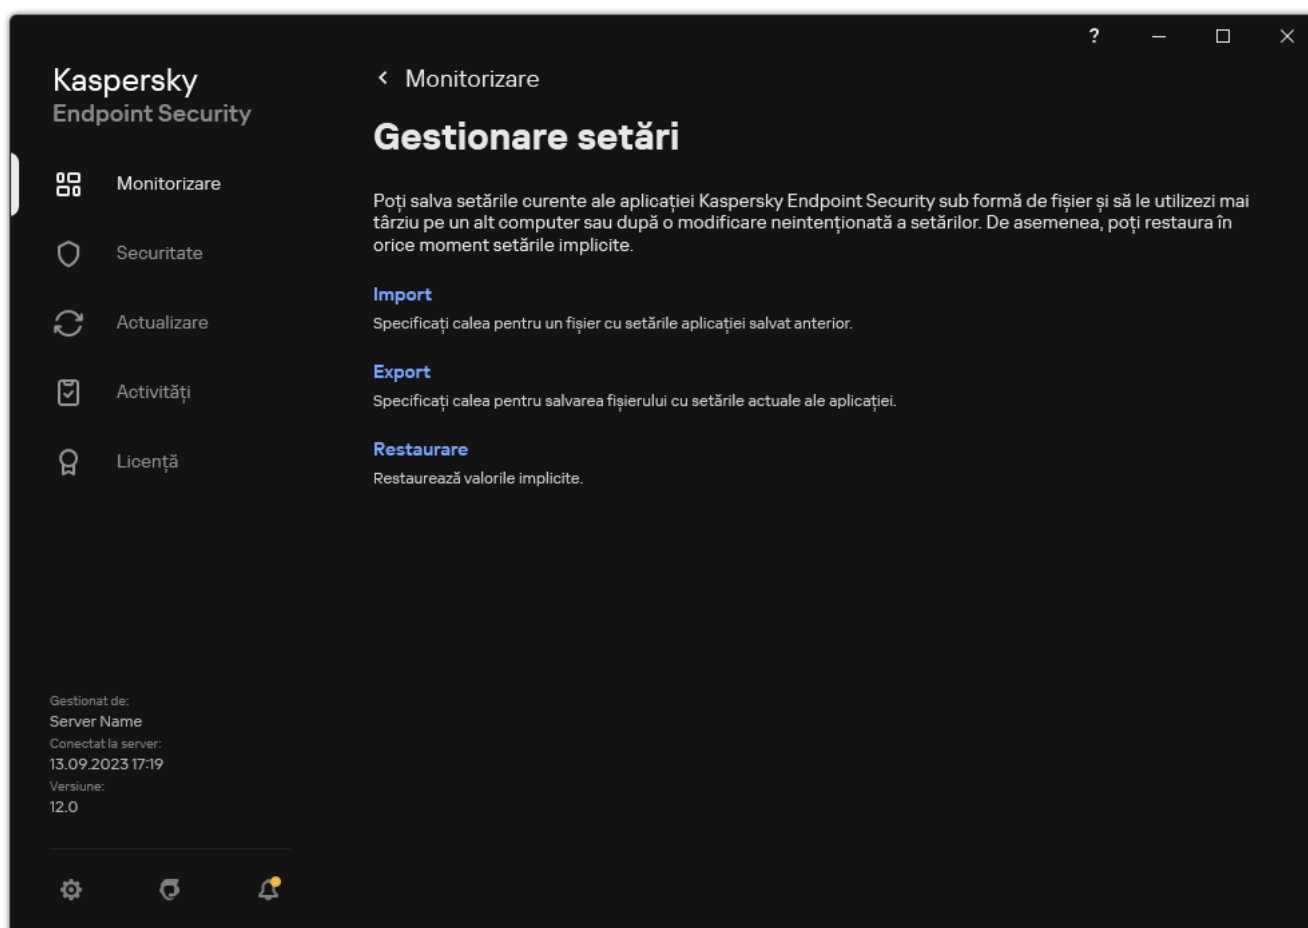 ?
Kaspersky
Endpoint Security
Monitorizare
Securitate
Actualizare
Activități
Licență
Gestionat de:
Server Name
Conectat la server:
13.09.2023 17:19
Versiune:
12.0
Monitorizare
Gestionare setări
Poți salva setările curente ale aplicației Kaspersky Endpoint Security sub formă de fișier și să le utilizezi mai
târziu pe un alt computer sau după o modificare neintenționată a setărilor. De asemenea, poți restaura în
orice moment setările implicite.
Import
Specificați calea pentru un fișier cu setările aplicației salvat anterior.
Export
Specificați calea pentru salvarea fișierului cu setările actuale ale aplicației.
Restaurare
Restaurează valorile implicite.